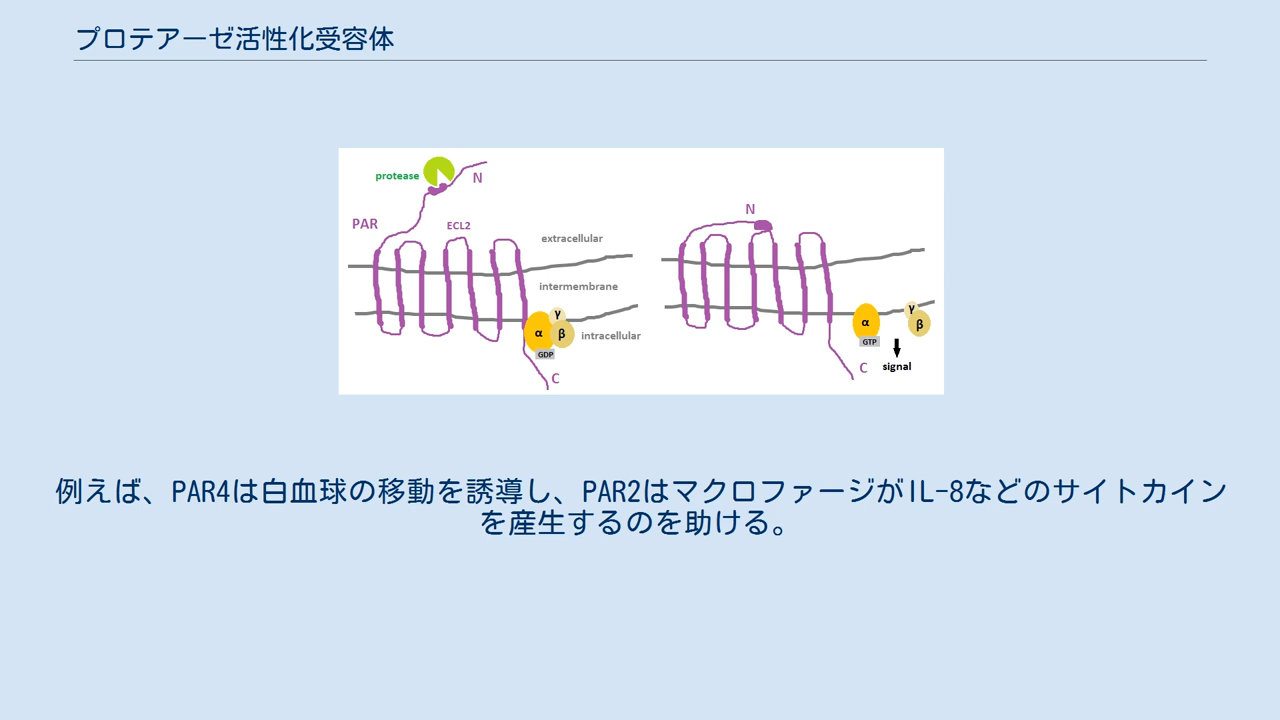 プロテアーゼ活性化受容体
protease
N
PAR
ECL2
extracellular
intermembrane
intracellular
α
γ
β
GDP
C
N
α
γ
β
GTP
signal
C
例えば、PAR4は白血球の移動を誘導し、PAR2はマクロファージがIL-8などのサイトカイン
を産生するのを助ける。